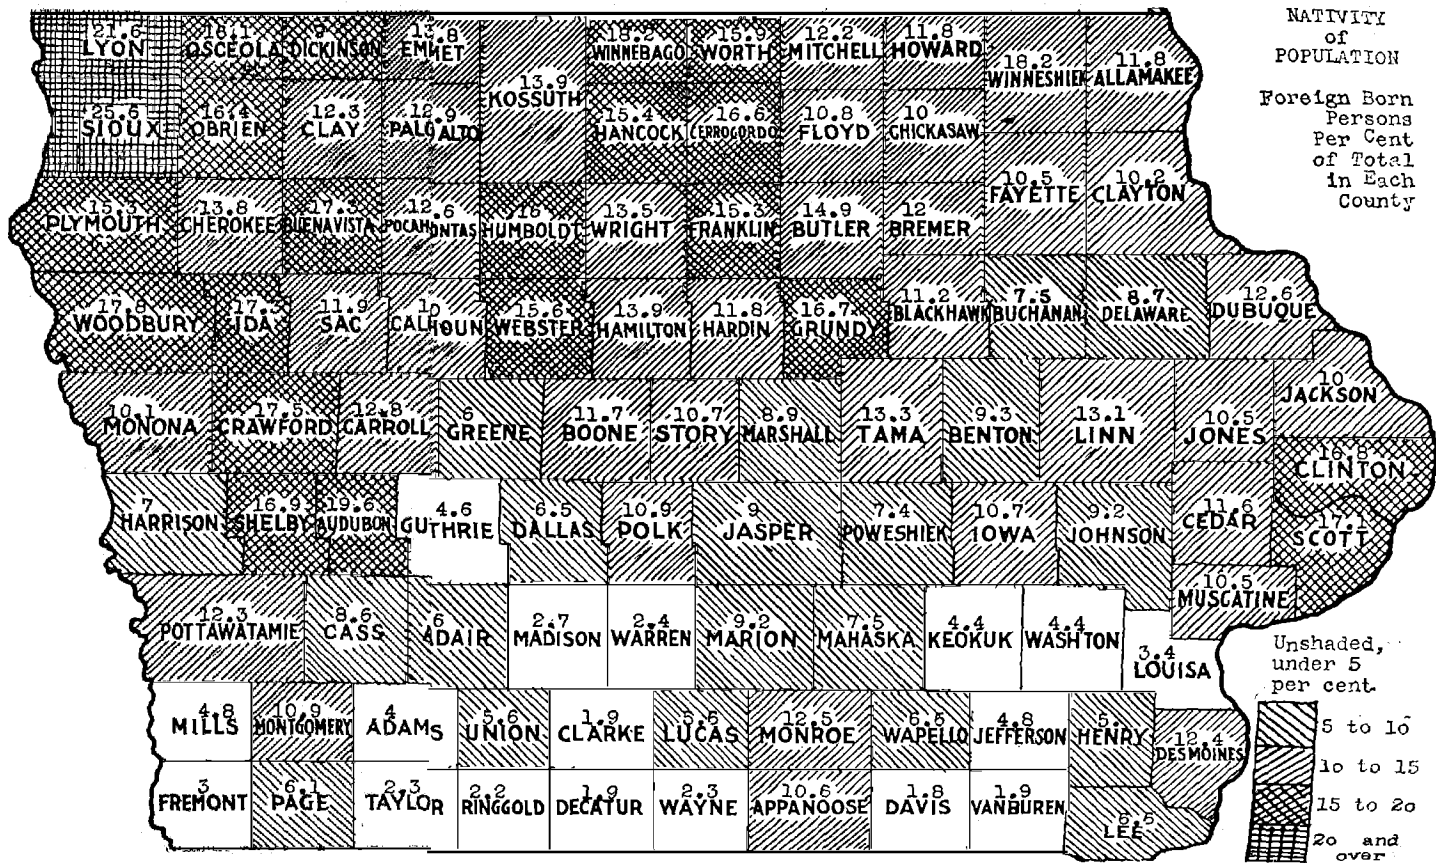 NATIVITY
of
POPULATION
Foreign Born
Persons
Per Cent
of Total
in Each
County
21.6
LYON
16.1
OSCEOLA
9
DICKINSON
13.8
EMMET
13.9
KOSSUTH
18.2
WINNEBAGO
15.9
WORTH
12.2
MITCHELL
11.8
HOWARD
18.2
WINNESHIEK
11.8
ALLAMAKEE
25.6
SIOUX
16.4
OBRIEN
12.3
CLAY
12.9
PALO ALTO
15.4
HANCOCK
16.6
CERROGORDO
10.8
FLOYD
10
CHICKASAW
10.5
FAYETTE
10.2
CLAYTON
15.3
PLYMOUTH
13.8
CHEROKEE
17.3
BUENAVISTA
12.6
POCAHONTAS
HUMBOLDT
13.5
WRIGHT
15.3
FRANKLIN
14.9
BUTLER
12
BREMER
17.8
WOODBURY
IDA
11.9
SAC
10
CALHOUN
15.6
WEBSTER
13.9
HAMILTON
11.8
HARDIN
16.7
GRUNDY
11.2
BLACKHAWK
7.5
BUCHANAN
8.7
DELAWARE
12.6
DUBUQUE
10
JACKSON
10.1
MONONA
17.5
CRAWFORD
12.8
CARROLL
6
GREENE
11.7
BOONE
10.7
STORY
8.9
MARSHALL
13.3
TAMA
9.3
BENTON
13.1
LINN
10.5
JONES
16.8
CLINTON
7
HARRISON
16.9
SHELBY
19.6
AUDUBON
4.6
GUTHRIE
6.5
DALLAS
10.9
POLK
9
JASPER
7.4
POWESHIEK
10.7
IOWA
9.2
JOHNSON
11.6
CEDAR
17.1
SCOTT
10.5
MUSCATINE
12.3
POTTAWATAMIE
8.6
CASS
6
ADAIR
2.7
MADISON
2.4
WARREN
9.2
MARION
7.5
MAHASKA
4.4
KEOKUK
4.4
WASHTON
3.4
LOUISA
4.8
MILLS
10.9
MONTGOMERY
4
ADAMS
5.6
UNION
1.9
CLARKE
5.6
LUCAS
12.5
MONROE
6.5
WAPELLO
4.8
JEFFERSON
5.
HENRY
12.4
DESMOINES
3
FREMONT
6.1
PAGE
2.3
TAYLOR
2.2
RINGGOLD
1.9
DECATUR
2.3
WAYNE
10.6
APPANOOSE
1.8
DAVIS
1.9
VANBUREN
6.5
LEE
Unshaded,
under 5
per cent.
5 to 10
10 to 15
15 to 20
20 and
over